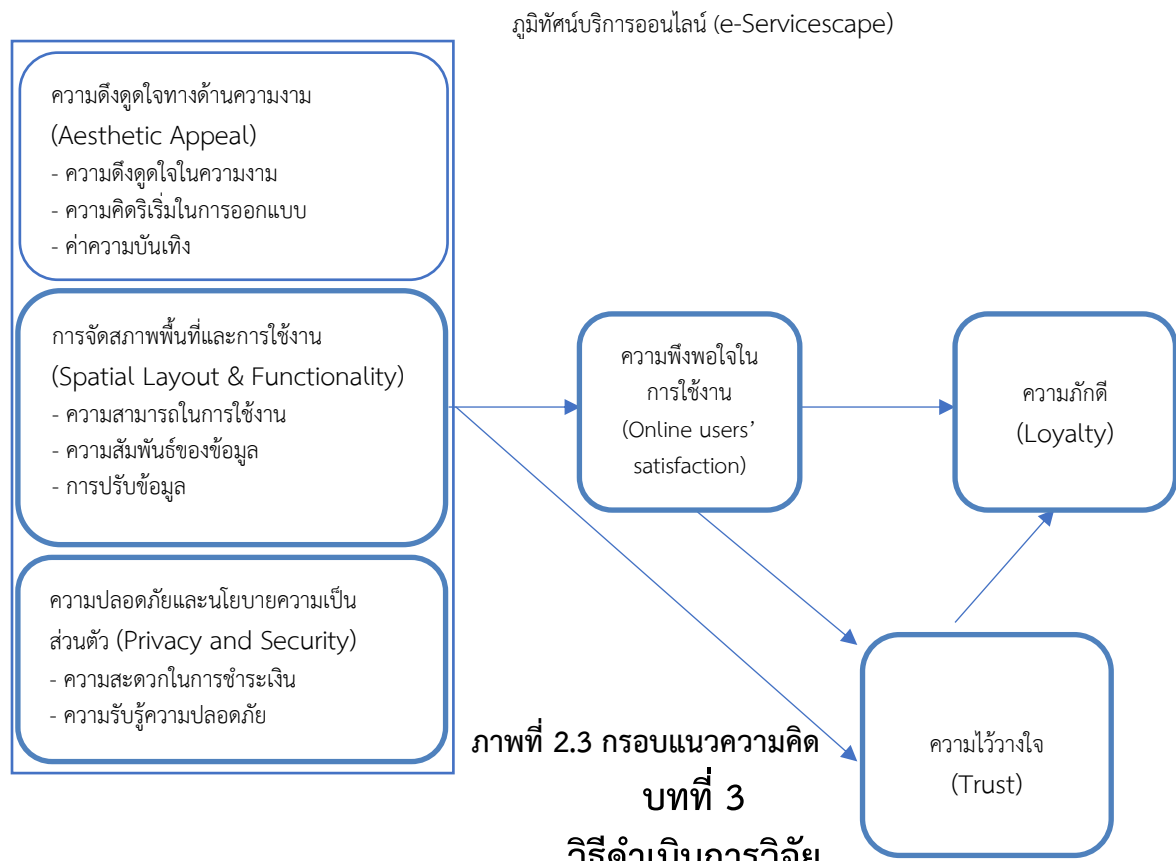 ภูมิทัศน์บริการออนไลน์ (e-Servicescape)
ความดึงดูดใจทางด้านความงาม
(Aesthetic Appeal)
- ความดึงดูดใจในความงาม
- ความคิดริเริ่มในการออกแบบ
- ค่าความบันเทิง
การจัดสภาพพื้นที่และการใช้งาน
(Spatial Layout & Functionality)
- ความสามารถในการใช้งาน
- ความสัมพันธ์ของข้อมูล
- การปรับข้อมูล
ความปลอดภัยและนโยบายความเป็น
ส่วนตัว (Privacy and Security)
- ความสะดวกในการชำระเงิน
- ความรับรู้ความปลอดภัย
ความพึงพอใจใน
การใช้งาน
(Online users’
satisfaction)
ความภักดี
(Loyalty)
ความไว้วางใจ
(Trust)
ภาพที่ 2.3 กรอบแนวความคิด
บทที่ 3
วิธีดำเนินการวิจัย